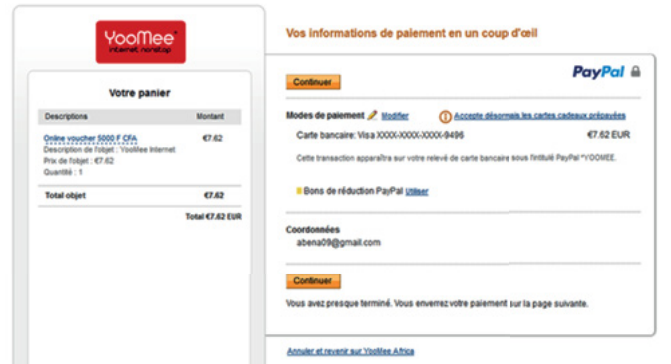 YooMee
internet nonstop
Votre panier
Descriptions Montant
Online voucher 5000 F CFA €7.62
Description de l'objet : YooMee Internet
Prix de l'objet : €7.62
Quantité : 1
Total objet €7.62
Total €7.62 EUR
Vos informations de paiement en un coup d'œil
PayPal
Continuer
Modes de paiement Modifier Accepte désormais les cartes cadeaux prépayées
Carte bancaire: Visa XXXX-XXXX-XXXX-9496 €7.62 EUR
Cette transaction apparaîtra sur votre relevé de carte bancaire sous l'intitulé PayPal *YOOMEE.
Bons de réduction PayPal Utiliser
Coordonnées
abena09@gmail.com
Continuer
Vous avez presque terminé. Vous enverrez votre paiement sur la page suivante.
Annuler et revenir sur YooMee Africa